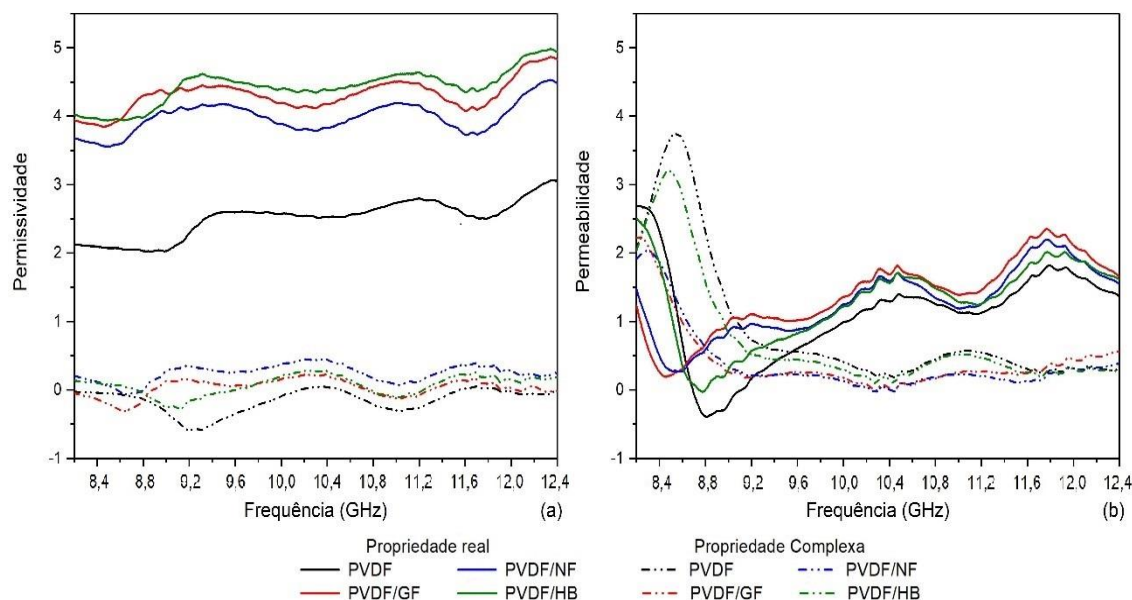 5
4
3
2
1
0
-1
Permissividade
8,4 8,8 9,2 9,6 10,0 10,4 10,8 11,2 11,6 12,0 12,4
Frequência (GHz)
(a)
5
4
3
2
1
0
-1
Permeabilidade
8,4 8,8 9,2 9,6 10,0 10,4 10,8 11,2 11,6 12,0 12,4
Frequência (GHz)
(b)
Propriedade real
PVDF PVDF/NF
PVDF/GF PVDF/HB
Propriedade Complexa
PVDF PVDF/NF
PVDF/GF PVDF/HB